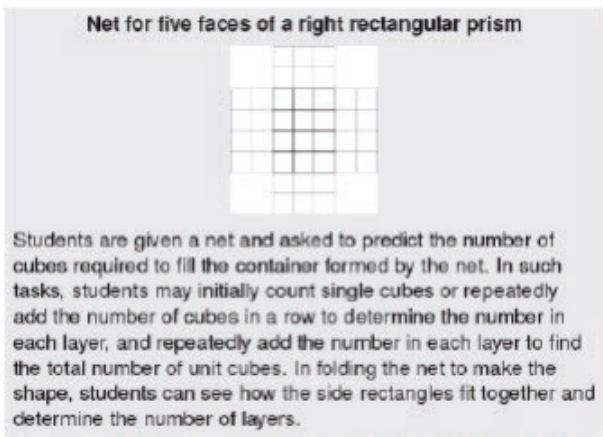 Net for five faces of a right rectangular prism
Students are given a net and asked to predict the number of
cubes required to fill the container formed by the net. In such
tasks, students may initially count single cubes or repeatedly
add the number of cubes in a row to determine the number in
each layer, and repeatedly add the number in each layer to find
the total number of unit cubes. In folding the net to make the
shape, students can see how the side rectangles fit together and
determine the number of layers.